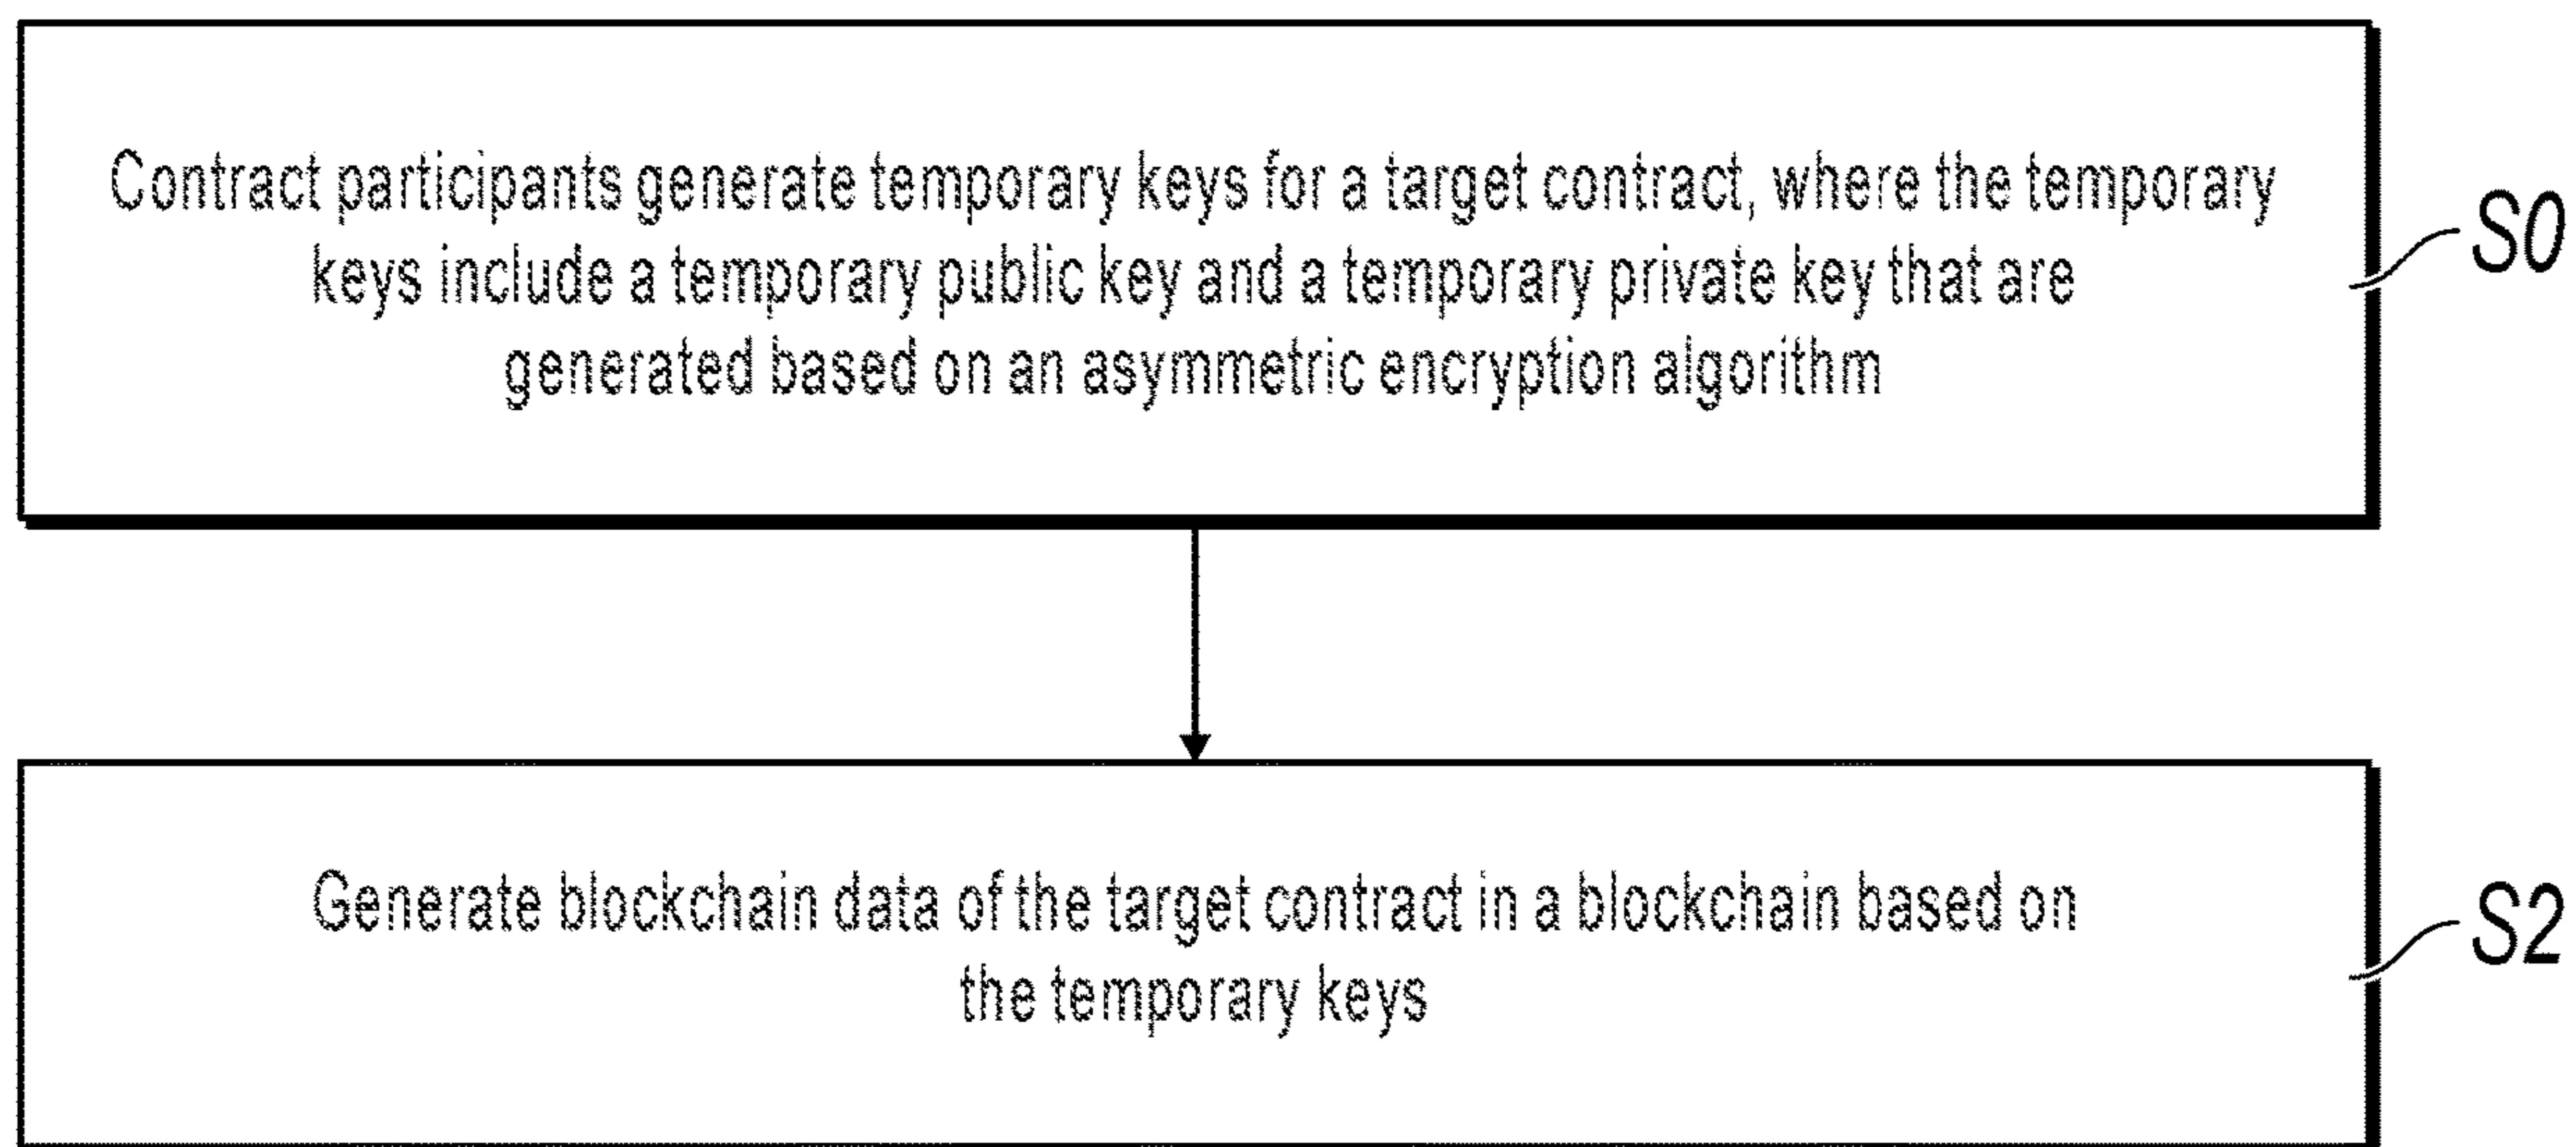 Contract participants generate temporary keys for a target contract, where the temporary
keys include a temporary public key and a temporary private key that are
generated based on an asymmetric encryption algorithm
S0
Generate blockchain data of the target contract in a blockchain based on
the temporary keys
S2